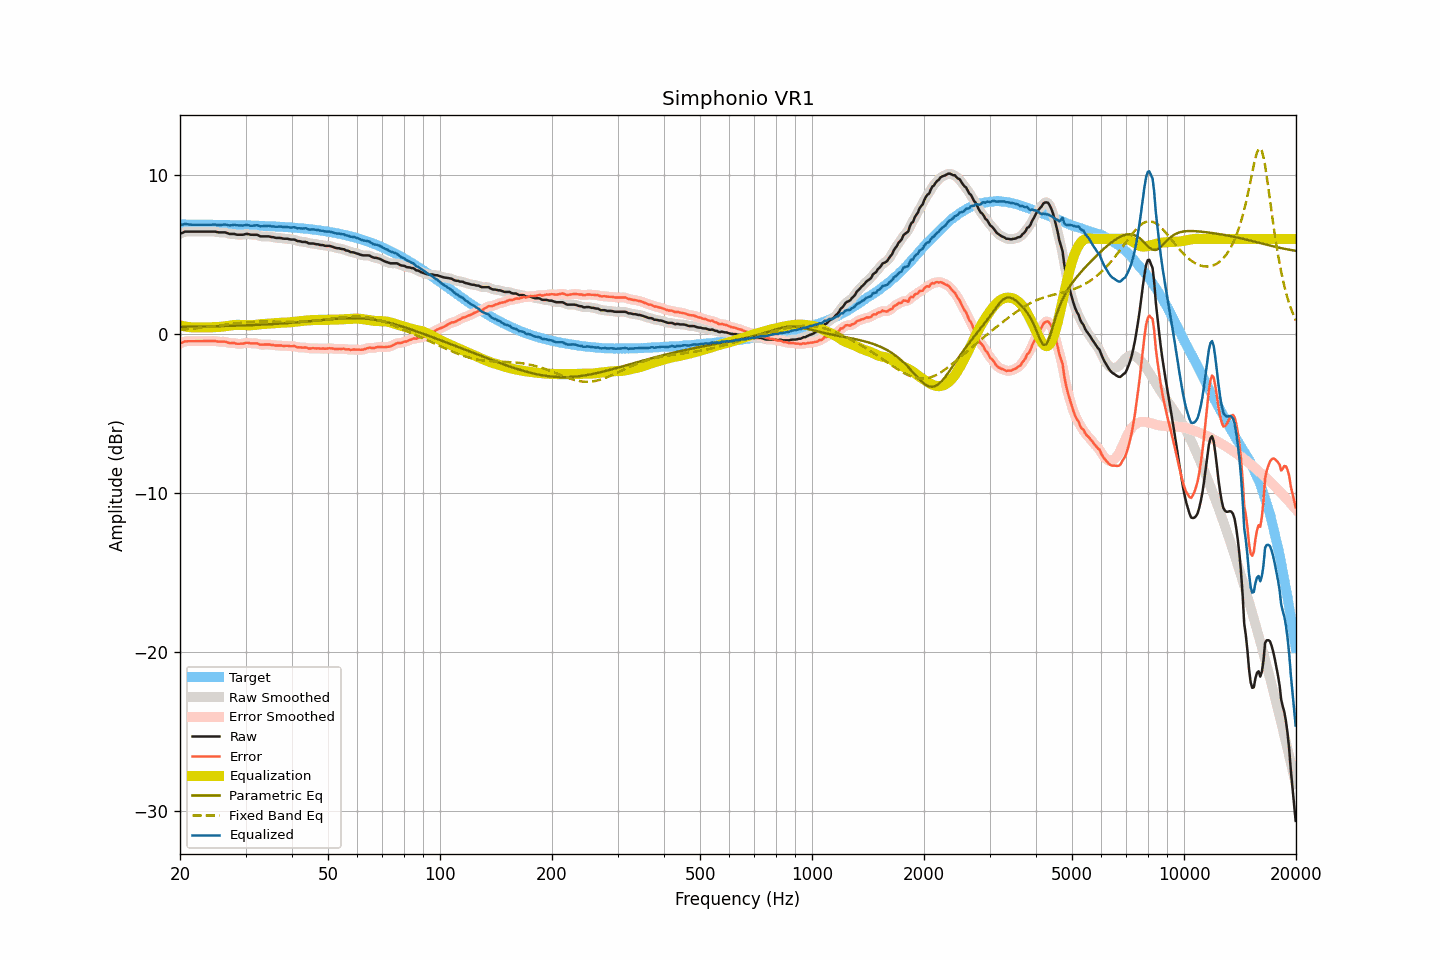 Simphonio VR1
10
0
−10
−20
−30
Amplitude (dBr)
Target
Raw Smoothed
Error Smoothed
Raw
Error
Equalization
Parametric Eq
Fixed Band Eq
Equalized
20 50 100 200 500 1000 2000 5000 10000 20000
Frequency (Hz)